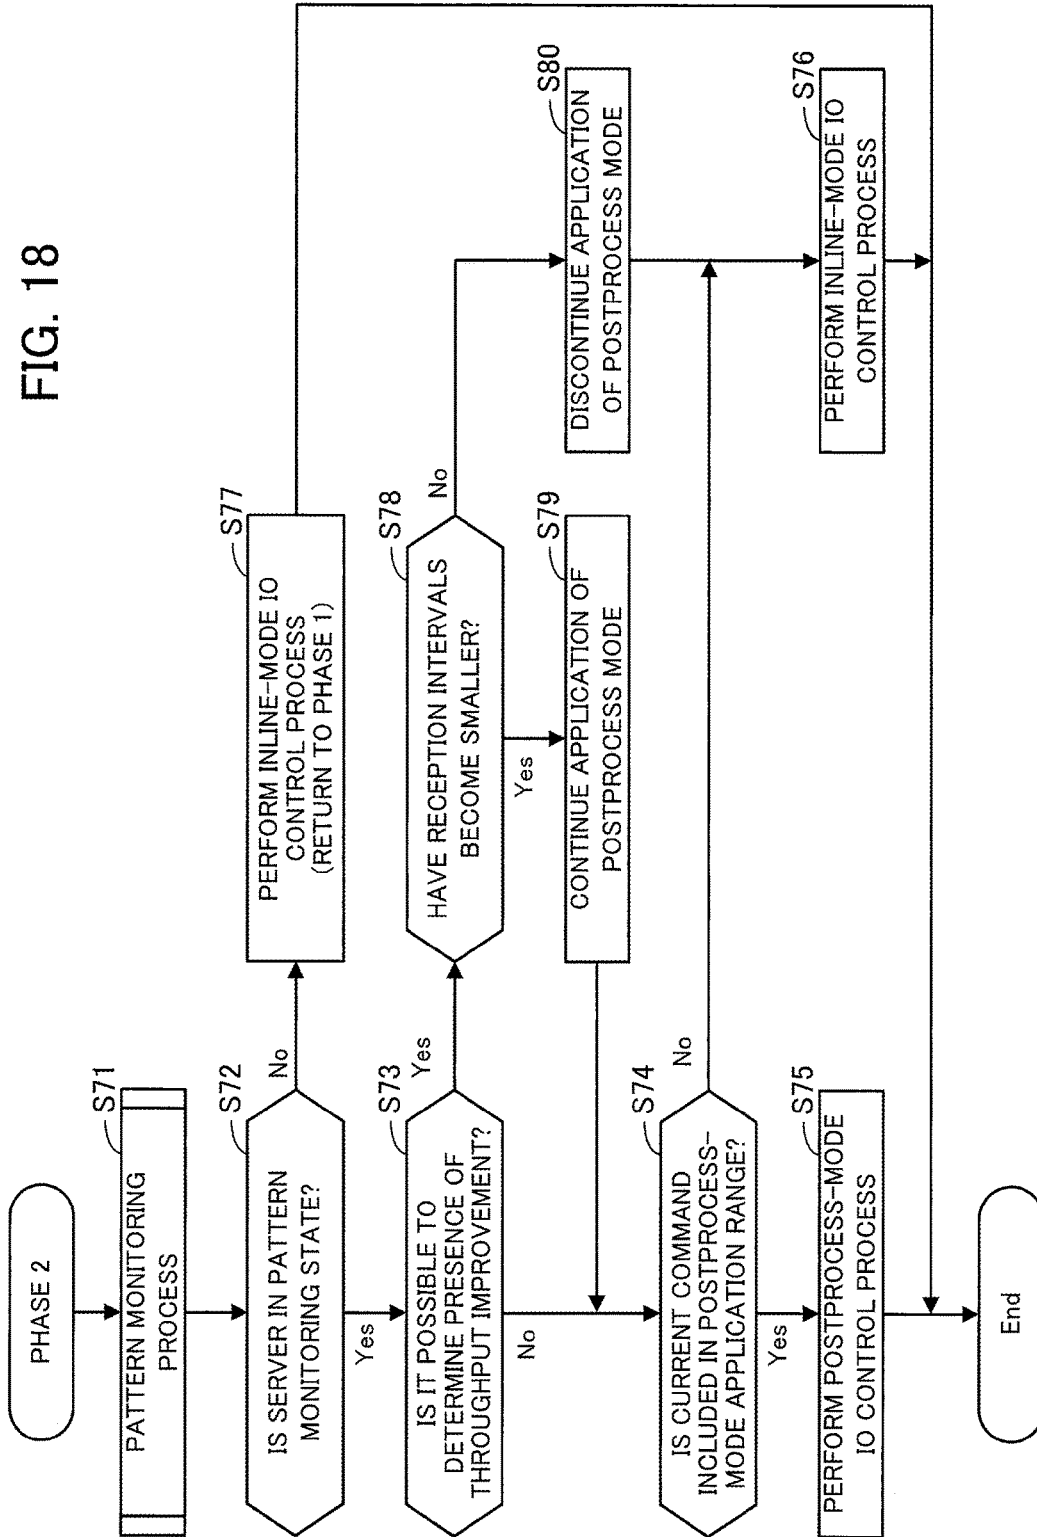 FIG. 18
PHASE 2
S71
PATTERN MONITORING
PROCESS
S72
IS SERVER IN PATTERN
MONITORING STATE?
No
Yes
S77
PERFORM INLINE-MODE IO
CONTROL PROCESS
(RETURN TO PHASE 1)
S73
IS IT POSSIBLE TO
DETERMINE PRESENCE OF
THROUGHPUT IMPROVEMENT?
Yes
No
S78
HAVE RECEPTION INTERVALS
BECOME SMALLER?
No
Yes
S79
CONTINUE APPLICATION OF
POSTPROCESS MODE
S80
DISCONTINUE APPLICATION
OF POSTPROCESS MODE
S74
IS CURRENT COMMAND
INCLUDED IN POSTPROCESS-
MODE APPLICATION RANGE?
No
Yes
S75
PERFORM POSTPROCESS-MODE
IO CONTROL PROCESS
S76
PERFORM INLINE-MODE IO
CONTROL PROCESS
End